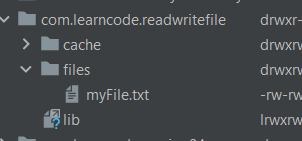 com.learncode.readwritefile drwxr-
cache drwxrw
files drwxrw
myFile.txt -rw-rw-
lib lrwxrw